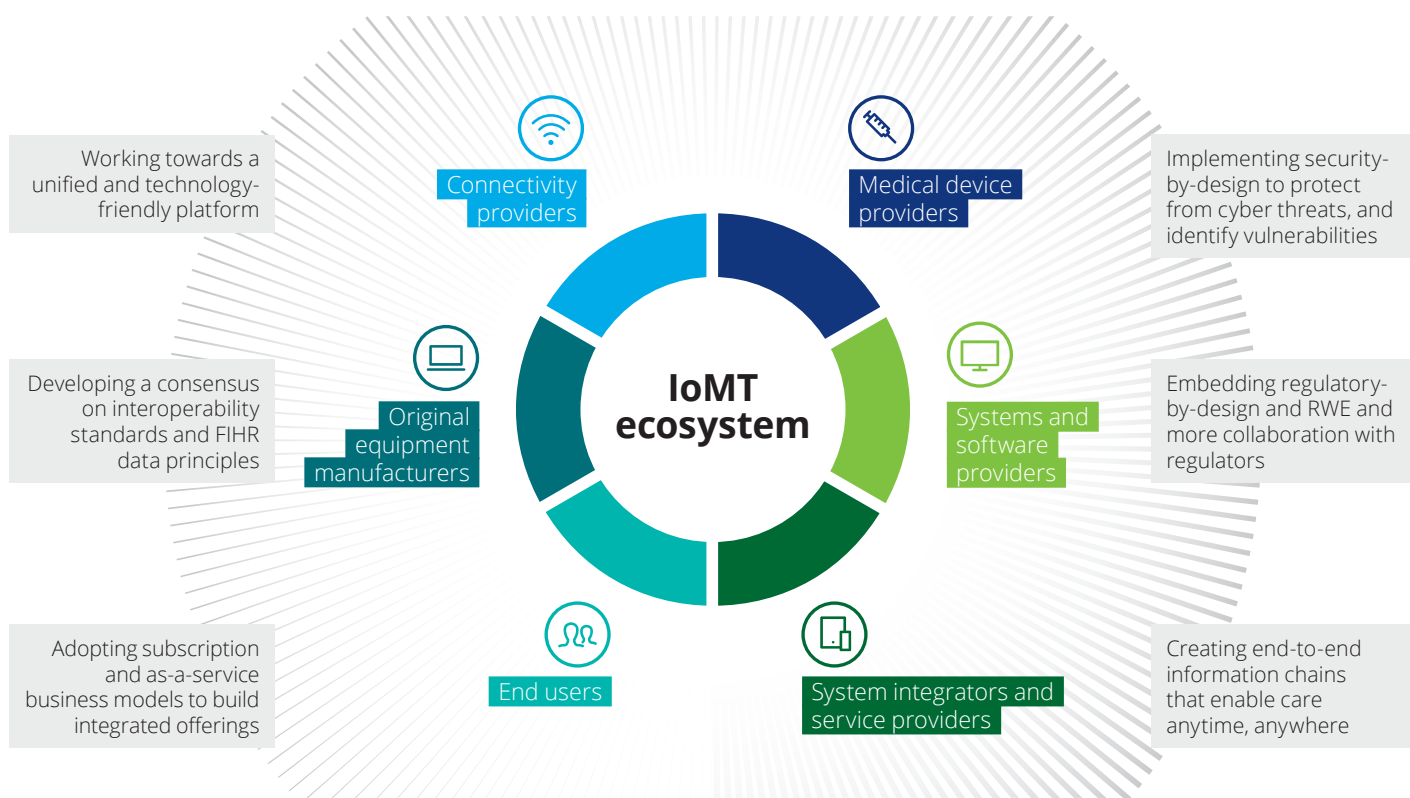 Working towards a
unified and technology-
friendly platform
Connectivity
providers
Medical device
providers
Implementing security-
by-design to protect
from cyber threats, and
identify vulnerabilities
Developing a consensus
on interoperability
standards and FIHR
data principles
Original
equipment
manufacturers
IoMT
ecosystem
Systems and
software
providers
Embedding regulatory-
by-design and RWE and
more collaboration with
regulators
Adopting subscription
and as-a-service
business models to build
integrated offerings
End users
System integrators and
service providers
Creating end-to-end
information chains
that enable care
anytime, anywhere